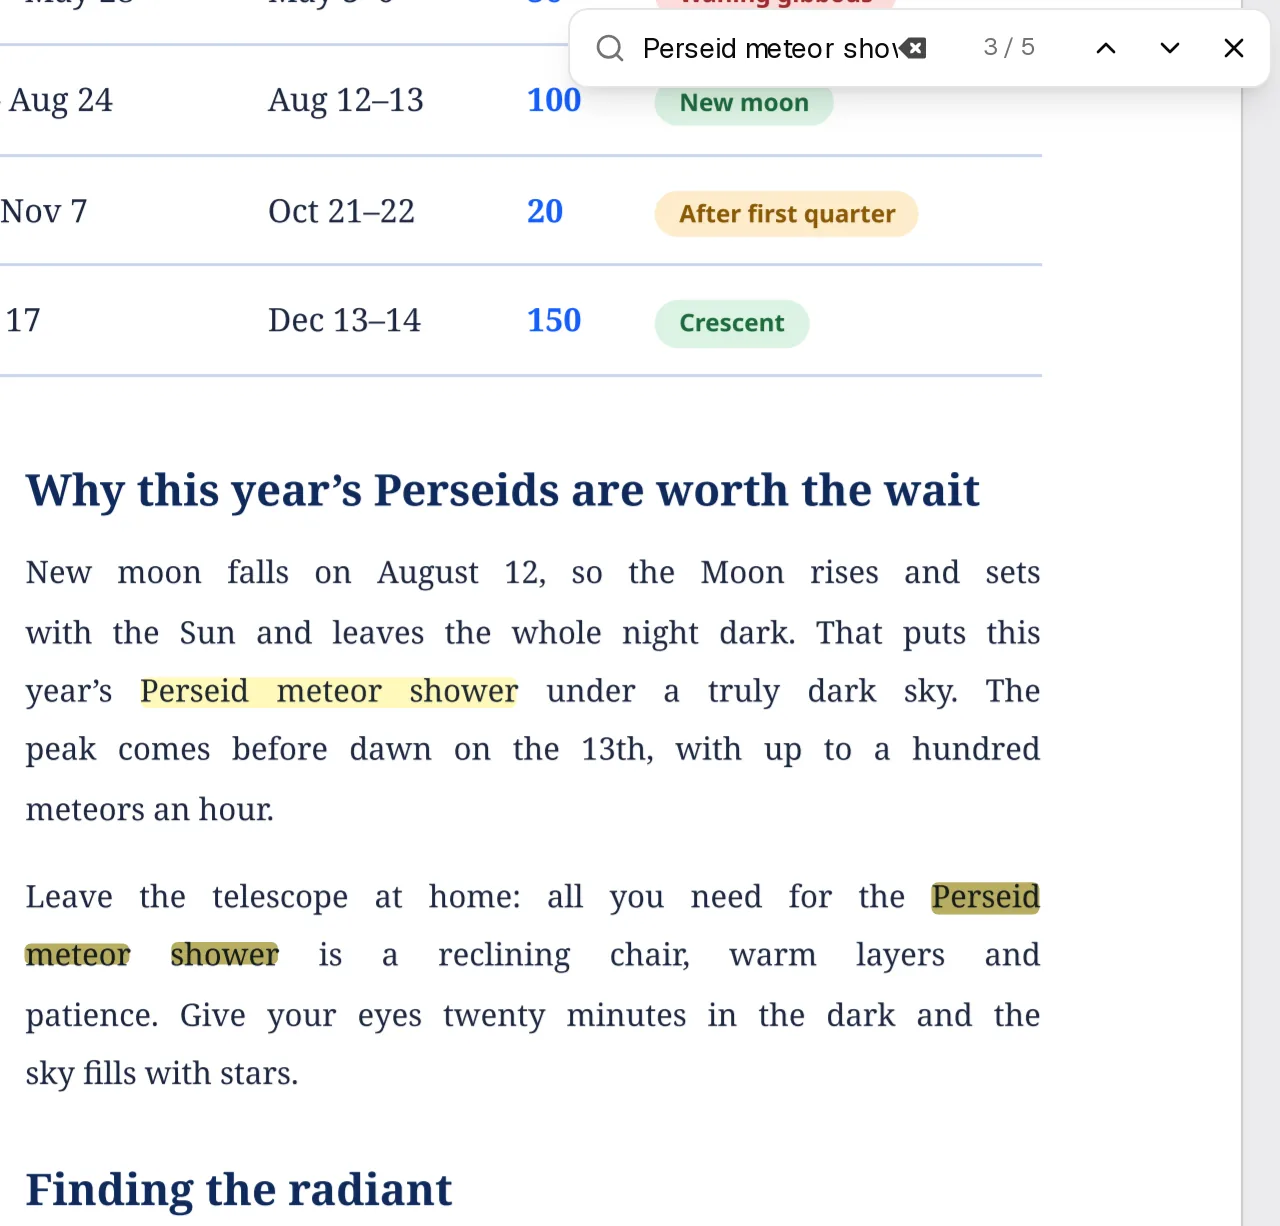 Perseid meteor show
3 / 5
Aug 24 Aug 12–13 100 New moon
Nov 7 Oct 21–22 20 After first quarter
17 Dec 13–14 150 Crescent
Why this year’s Perseids are worth the wait
New moon falls on August 12, so the Moon rises and sets
with the Sun and leaves the whole night dark. That puts this
year’s Perseid meteor shower under a truly dark sky. The
peak comes before dawn on the 13th, with up to a hundred
meteors an hour.
Leave the telescope at home: all you need for the Perseid
meteor shower is a reclining chair, warm layers and
patience. Give your eyes twenty minutes in the dark and the
sky fills with stars.
Finding the radiant